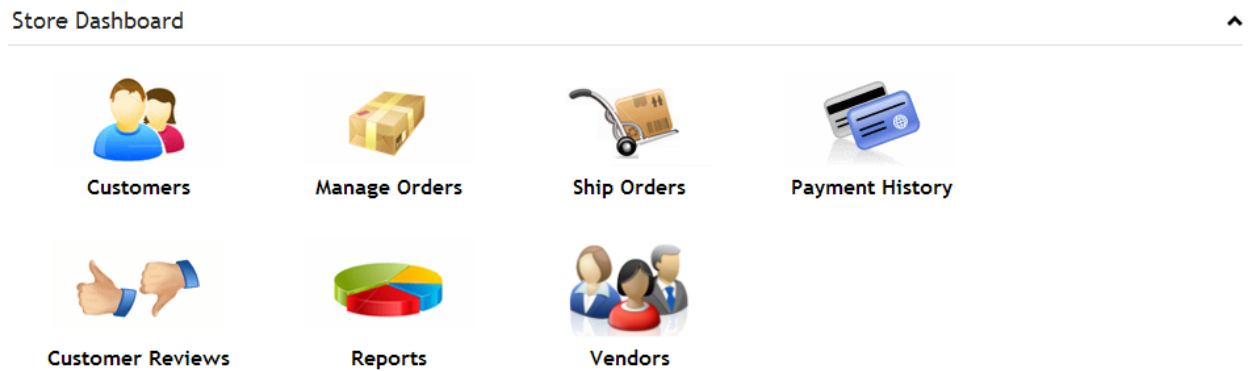 Store Dashboard
Customers
Manage Orders
Ship Orders
Payment History
Customer Reviews
Reports
Vendors